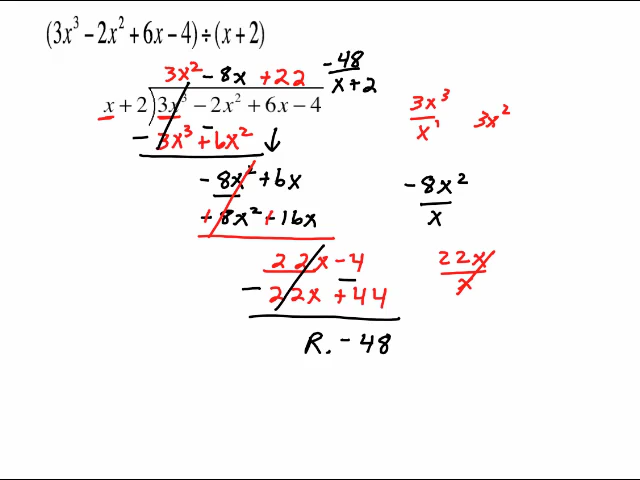 (3x³ − 2x² + 6x − 4) ÷ (x + 2)
3x² − 8x + 22 −48/x+2
x + 2)3x³ − 2x² + 6x − 4
− 3x³ + 6x²
3x³/x¹ 3x²
− 8x² + 6x
−8x²/x
− 8x² − 16x
22x − 4
22x/x
− 22x + 44
R. − 48